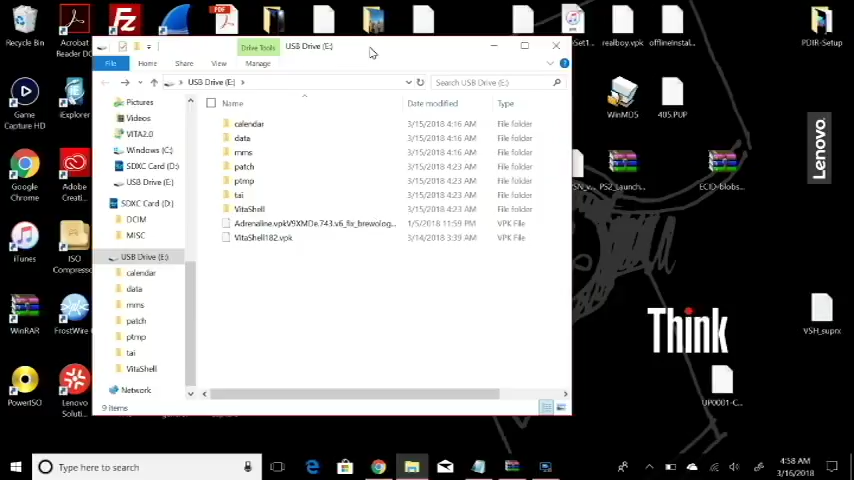 Recycle Bin
Acrobat
Reader DC
realboy.txt
offlineInstal...
PDIR-Setup
Drive Tools
USB Drive (E:)
File
Home
Share
View
Manage
USB Drive (E:)
Search USB Drive (E:)
Name
Date modified
Type
Pictures
Videos
VITA2.0
Windows (C:)
SDXC Card (D:)
USB Drive (E:)
SDXC Card (D:)
DCIM
MISC
USB Drive (E:)
calendar
data
mms
patch
ptmp
tai
VitaShell
Network
calendar 3/15/2018 4:16 AM File folder
data 3/15/2018 4:16 AM File folder
mms 3/15/2018 4:16 AM File folder
patch 3/15/2018 4:23 AM File folder
ptmp 3/15/2018 4:23 AM File folder
tai 3/15/2018 4:23 AM File folder
VitaShell 3/15/2018 4:23 AM File folder
Adrenaline.vpkV9XMDe.743.v6_fix_brewolog... 1/5/2018 11:59 PM VPK File
VitaShell182.vpk 3/14/2018 3:39 AM VPK File
9 items
Game
Capture HD
iExplorer
Google
Chrome
Adobe
Creati...
iTunes
ISO
Compresso
WinRAR
FrostWire
PowerISO
Lenovo
Soluti...
WinMD5
405.PUP
PS2_Launch...
ECID-blobs...
VSH_suprx
UP0001-C...
Lenovo
Think
Type here to search
4:58 AM
3/16/2018